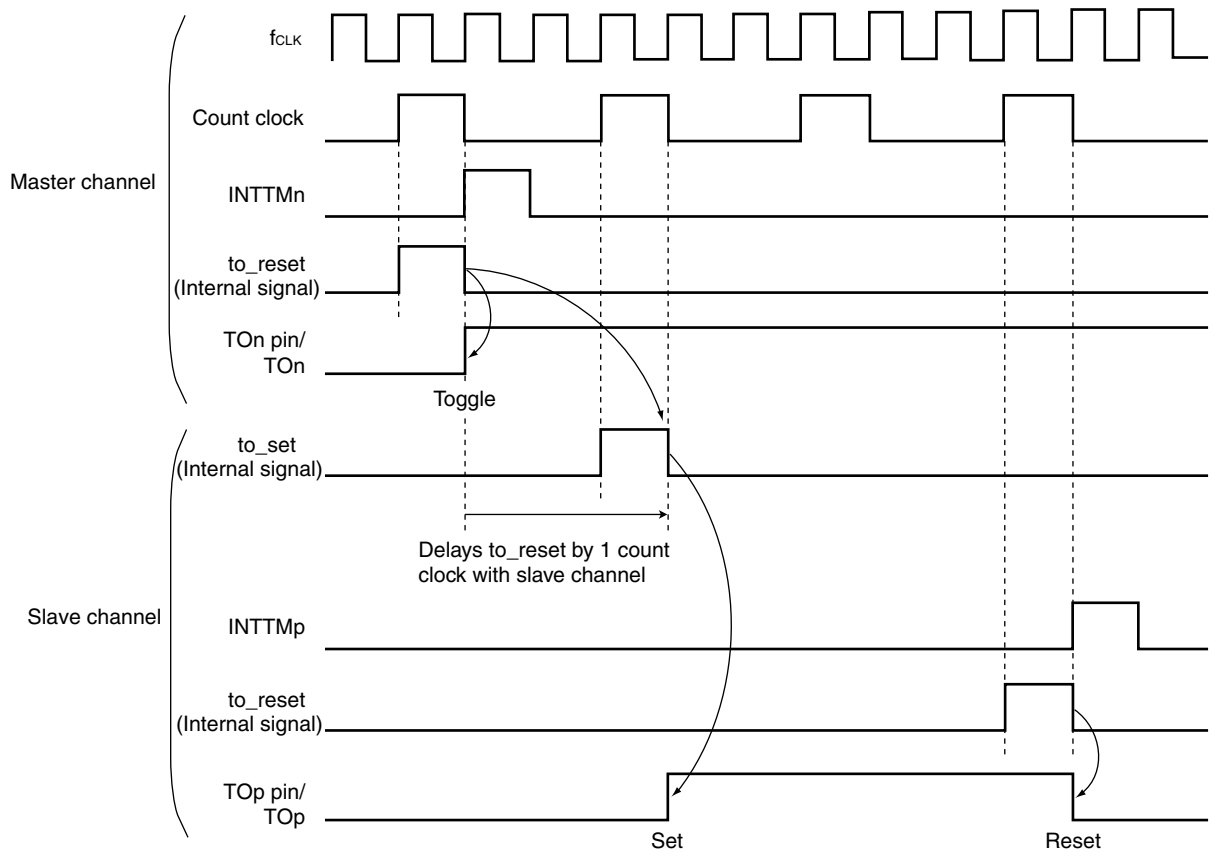 fCLK
Count clock
Master channel
INTTMn
to_reset
(Internal signal)
TOn pin/
TOn
Toggle
to_set
(Internal signal)
Delays to_reset by 1 count
clock with slave channel
Slave channel
INTTMp
to_reset
(Internal signal)
TOp pin/
TOp
Set
Reset